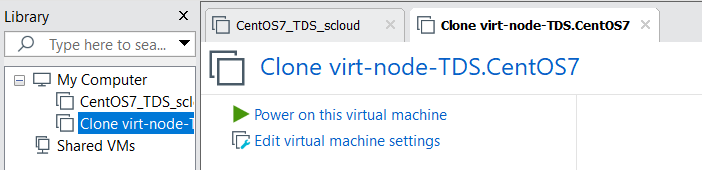 Library
Type here to sea...
My Computer
CentOS7_TDS_scl
Clone virt-node-T
Shared VMs
CentOS7_TDS_scloud
Clone virt-node-TDS.CentOS7
Clone virt-node-TDS.CentOS7
Power on this virtual machine
Edit virtual machine settings